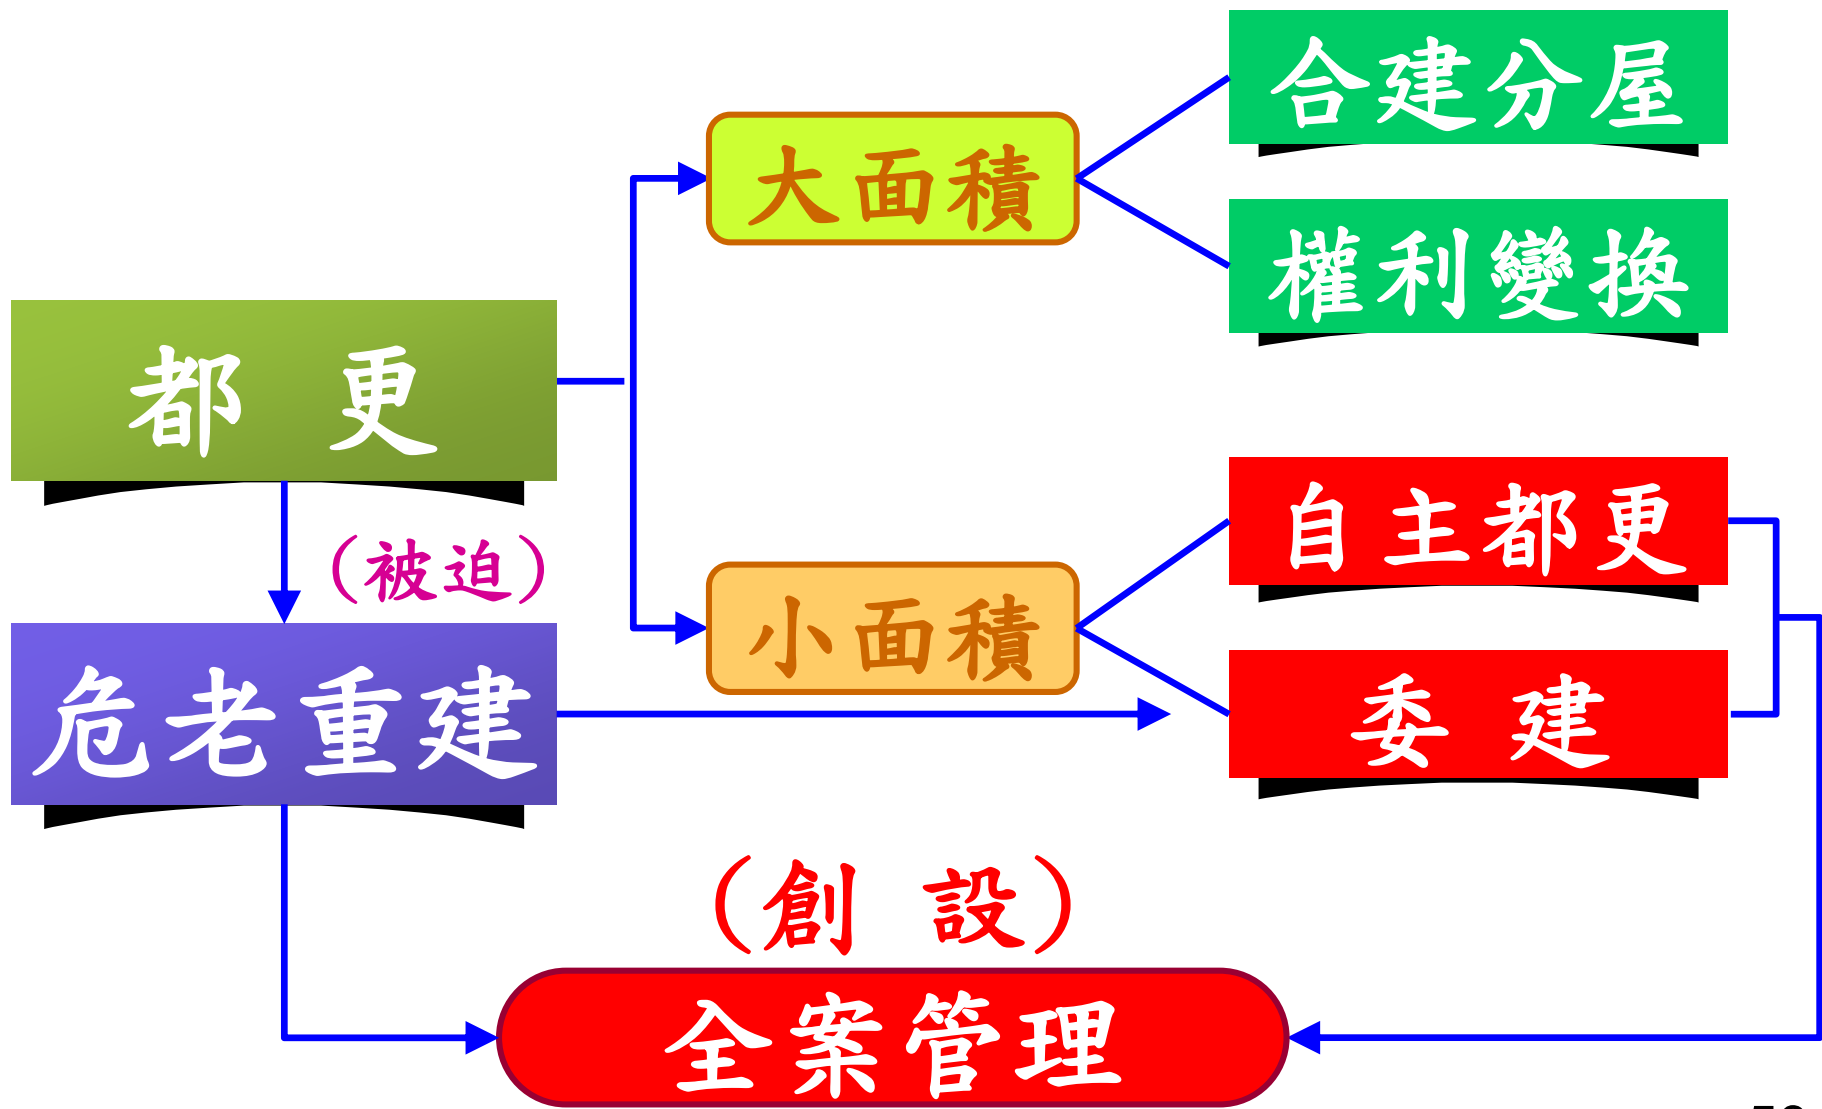 合建分屋
大面積
權利變換
都 更
自主都更
(被迫)
小面積
危老重建
委 建
(創 設)
全案管理